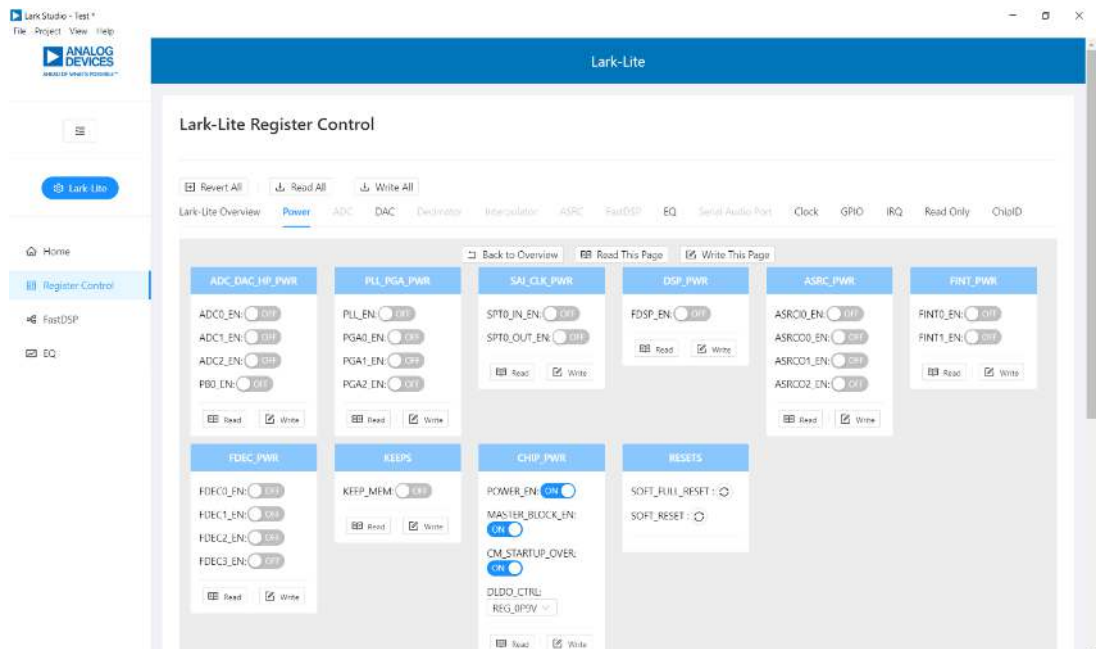 Lark Studio - Test *
File Project View Help
ANALOG
DEVICES
AHEAD OF WHAT'S POSSIBLE™
Lark-Lite
Lark-Lite
Home
Register Control
FastDSP
EQ
Lark-Lite Register Control
Revert All Read All Write All
Lark-Lite Overview Power ADC DAC Decimator Interpolator ASRC FastDSP EQ Serial Audio Port Clock GPIO IRQ Read Only ChipID
Back to Overview Read This Page Write This Page
ADC_DAC_HP_PWR
ADC0_EN: OFF
ADC1_EN: OFF
ADC2_EN: OFF
PB0_EN: OFF
Read Write
PLL_PGA_PWR
PLL_EN: OFF
PGA0_EN: OFF
PGA1_EN: OFF
PGA2_EN: OFF
Read Write
SAI_CLK_PWR
SPT0_IN_EN: OFF
SPT0_OUT_EN: OFF
Read Write
DSP_PWR
FDSP_EN: OFF
Read Write
ASRC_PWR
ASRCI0_EN: OFF
ASRCO0_EN: OFF
ASRCO1_EN: OFF
ASRCO2_EN: OFF
Read Write
FINT_PWR
FINT0_EN: OFF
FINT1_EN: OFF
Read Write
FDEC_PWR
FDEC0_EN: OFF
FDEC1_EN: OFF
FDEC2_EN: OFF
FDEC3_EN: OFF
Read Write
KEEPS
KEEP_MEM: OFF
Read Write
CHIP_PWR
POWER_EN: ON
MASTER_BLOCK_EN:
ON
CM_STARTUP_OVER:
ON
DLDO_CTRL:
REG_0P9V
Read Write
RESETS
SOFT_FULL_RESET :
SOFT_RESET :